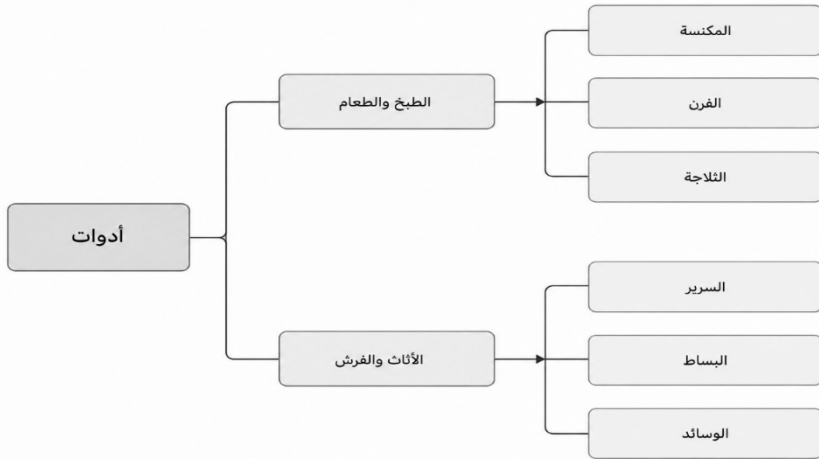 أدوات
الطبخ والطعام
المكنسة
الفرن
الثلاجة
الأثاث والفرش
السرير
البساط
الوسائد